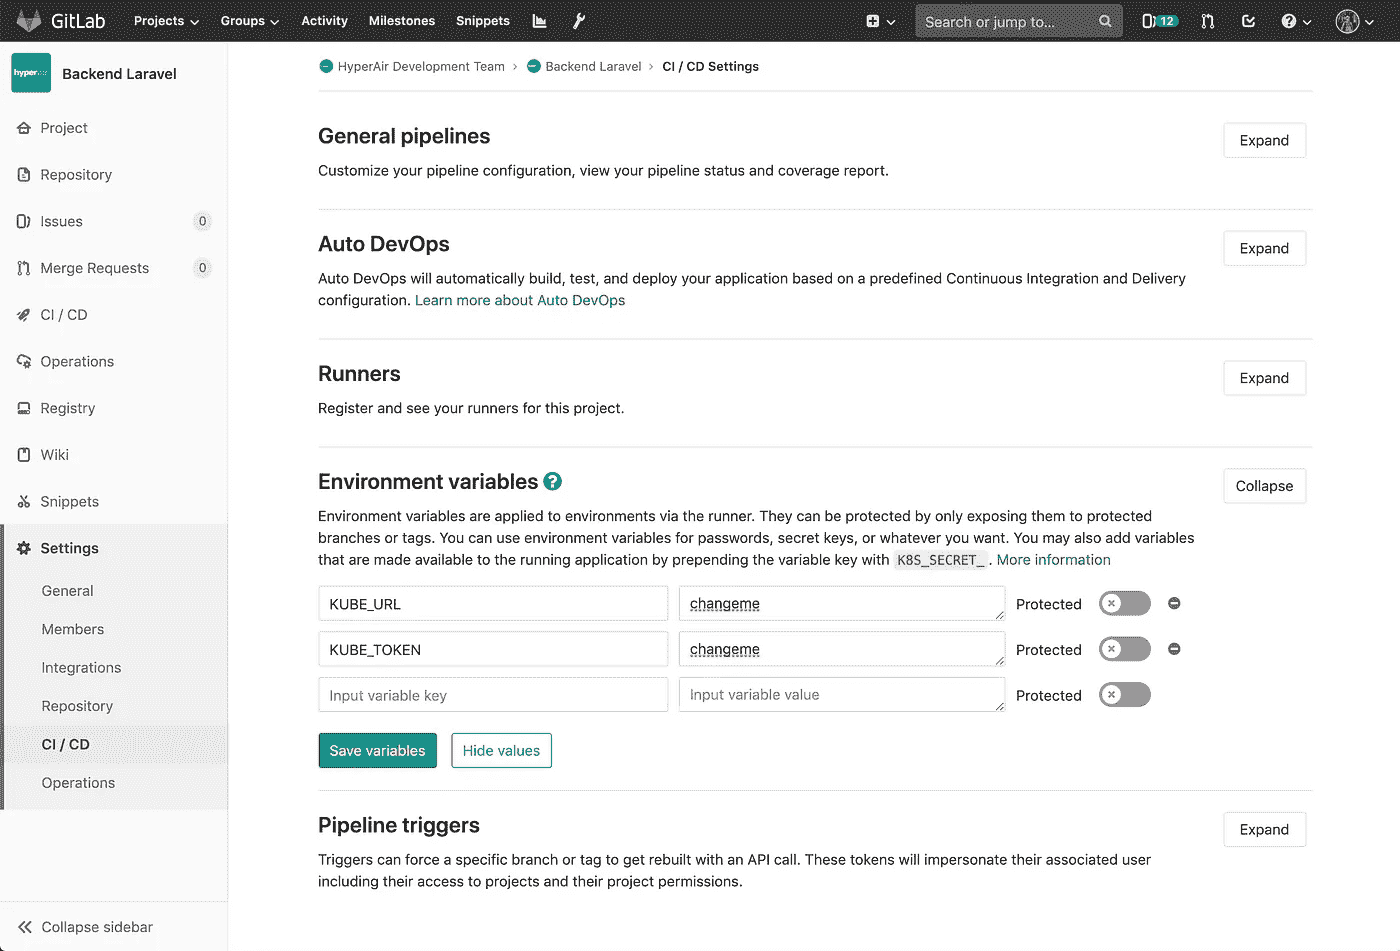 GitLab Projects Groups Activity Milestones Snippets Search or jump to... 12
hyper Backend Laravel
Project
Repository
Issues 0
Merge Requests 0
CI / CD
Operations
Registry
Wiki
Snippets
Settings
General
Members
Integrations
Repository
CI / CD
Operations
Collapse sidebar
HyperAir Development Team › Backend Laravel › CI / CD Settings
General pipelines
Expand
Customize your pipeline configuration, view your pipeline status and coverage report.
Auto DevOps
Expand
Auto DevOps will automatically build, test, and deploy your application based on a predefined Continuous Integration and Delivery
configuration. Learn more about Auto DevOps
Runners
Expand
Register and see your runners for this project.
Environment variables ?
Collapse
Environment variables are applied to environments via the runner. They can be protected by only exposing them to protected
branches or tags. You can use environment variables for passwords, secret keys, or whatever you want. You may also add variables
that are made available to the running application by prepending the variable key with K8S_SECRET_ . More information
KUBE_URL changeme Protected
KUBE_TOKEN changeme Protected
Input variable key Input variable value Protected
Save variables Hide values
Pipeline triggers
Expand
Triggers can force a specific branch or tag to get rebuilt with an API call. These tokens will impersonate their associated user
including their access to projects and their project permissions.